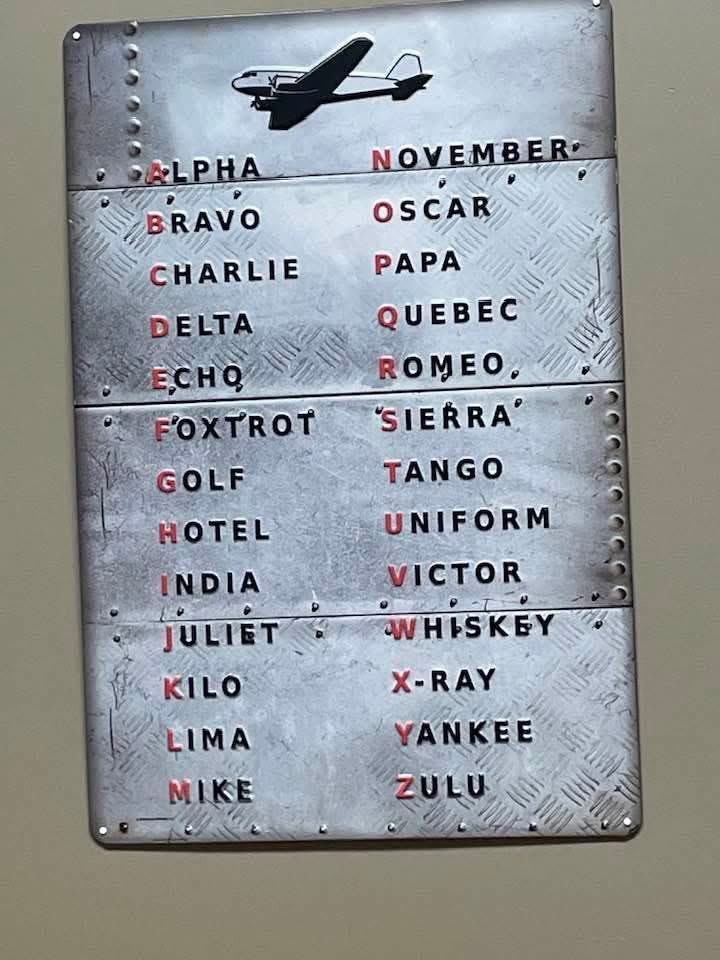 ALPHA
BRAVO
CHARLIE
DELTA
ECHO
FOXTROT
GOLF
HOTEL
INDIA
JULIET
KILO
LIMA
MIKE
NOVEMBER
OSCAR
PAPA
QUEBEC
ROMEO
SIERRA
TANGO
UNIFORM
VICTOR
WHISKEY
X-RAY
YANKEE
ZULU